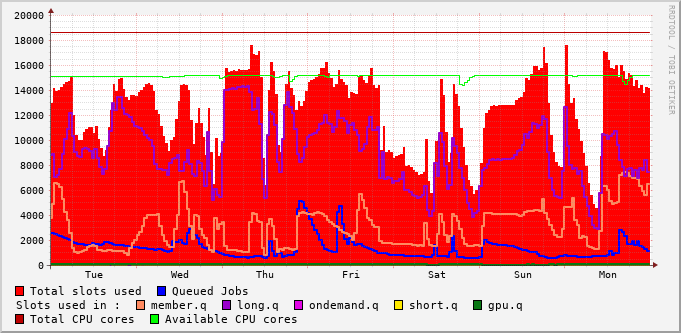 20000
18000
16000
14000
12000
10000
8000
6000
4000
2000
0
Tue Wed Thu Fri Sat Sun Mon
RRDTOOL / TOBI OETIKER
Total slots used Queued Jobs
Slots used in : member.q long.q ondemand.q short.q gpu.q
Total CPU cores Available CPU cores